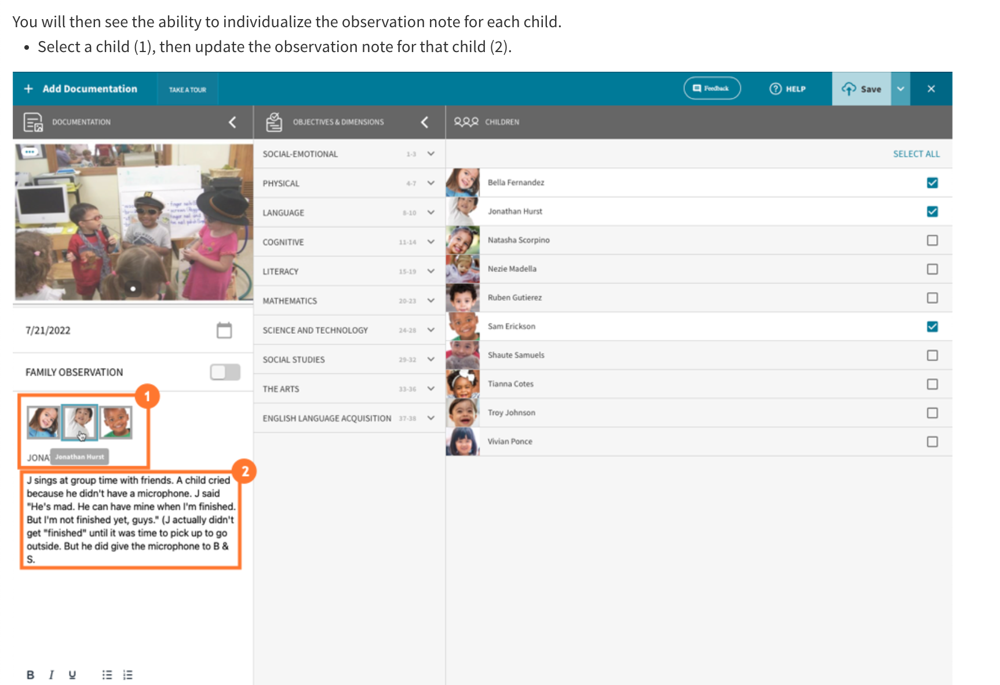 You will then see the ability to individualize the observation note for each child.
• Select a child (1), then update the observation note for that child (2).
+ Add Documentation
TAKE A TOUR
Feedback
? HELP
Save
DOCUMENTATION
OBJECTIVES & DIMENSIONS
CHILDREN
SELECT ALL
SOCIAL-EMOTIONAL 1-3
PHYSICAL 4-7
LANGUAGE 8-10
COGNITIVE 11-14
LITERACY 15-19
MATHEMATICS 20-23
SCIENCE AND TECHNOLOGY 24-28
SOCIAL STUDIES 29-32
THE ARTS 33-36
ENGLISH LANGUAGE ACQUISITION 37-38
Bella Fernandez
Jonathan Hurst
Natasha Scorpino
Nezie Madella
Ruben Gutierez
Sam Erickson
Shaute Samuels
Tianna Cotes
Troy Johnson
Vivian Ponce
7/21/2022
FAMILY OBSERVATION
1
JONA
Jonathan Hurst
2
J sings at group time with friends. A child cried
because he didn't have a microphone. J said
"He's mad. He can have mine when I'm finished.
But I'm not finished yet, guys." (J actually didn't
get "finished" until it was time to pick up to go
outside. But he did give the microphone to B &
S.
B I U